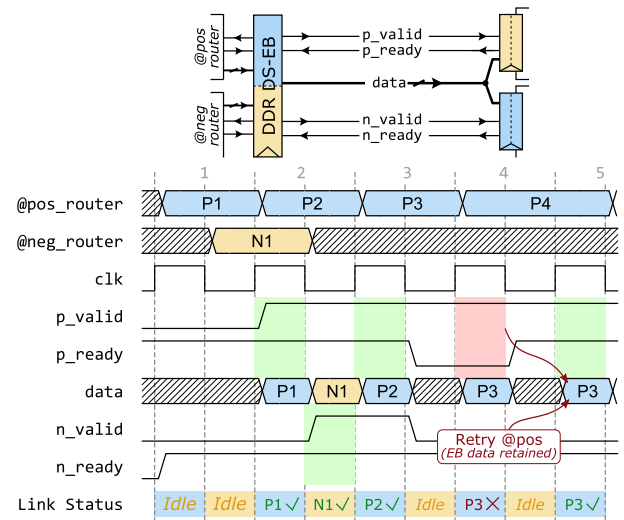 @pos
router
@neg
router
DDR DS-EB
p_valid
p_ready
data
n_valid
n_ready
1 2 3 4 5
@pos_router P1 P2 P3 P4
@neg_router N1
clk
p_valid
p_ready
data P1 N1 P2 P3 P3
n_valid
Retry @pos
(EB data retained)
n_ready
Link Status Idle Idle P1✓ N1✓ P2✓ Idle P3✗ Idle P3✓